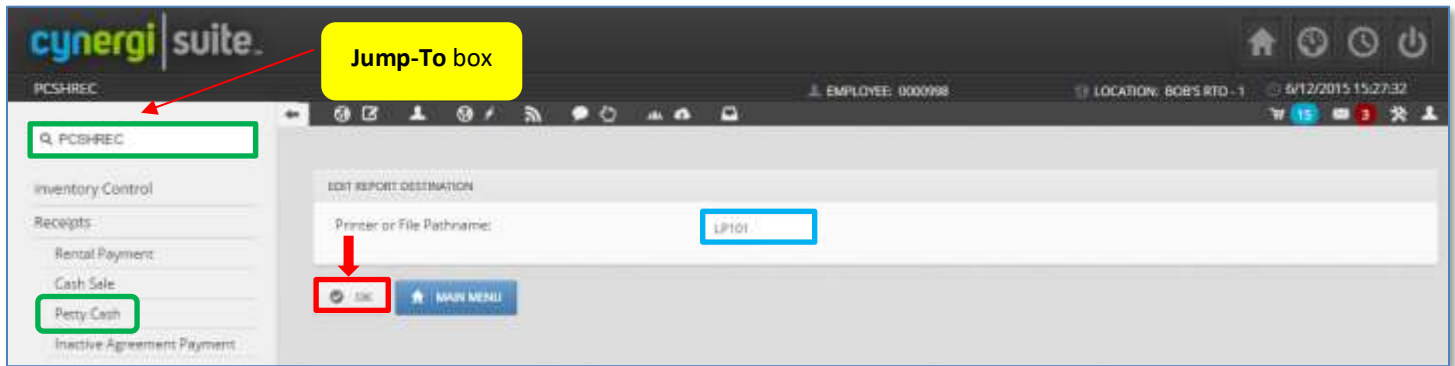 cynergi suite.
Jump-To box
PCSHREC
EMPLOYEE: 0000998
LOCATION: BOB'S RTO - 1
6/12/2015 15:27:32
15
3
PCSHREC
Inventory Control
EDIT REPORT DESTINATION
Receipts
Printer or File Pathname:
LP101
Rental Payment
Cash Sale
OK
MAIN MENU
Petty Cash
Inactive Agreement Payment